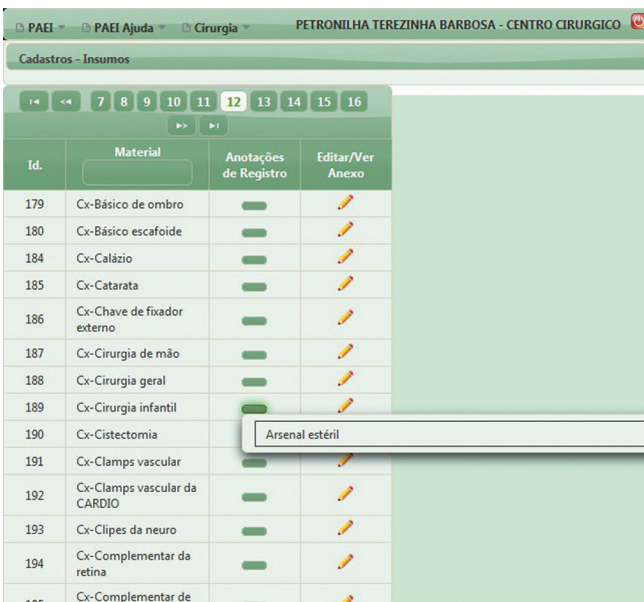 PAEI PAEI Ajuda Cirurgia PETRONILHA TEREZINHA BARBOSA - CENTRO CIRURGICO
Cadastros - Insumos
7 8 9 10 11 12 13 14 15 16
Id. Material Anotações de Registro Editar/Ver Anexo
179 Cx-Básico de ombro
180 Cx-Básico escafoide
184 Cx-Calázio
185 Cx-Catarata
186 Cx-Chave de fixador
externo
187 Cx-Cirurgia de mão
188 Cx-Cirurgia geral
189 Cx-Cirurgia infantil
190 Cx-Cistectomia Arsenal estéril
191 Cx-Clamps vascular
192 Cx-Clamps vascular da
CARDIO
193 Cx-Clipes da neuro
194 Cx-Complementar da
retina
Cx-Complementar de